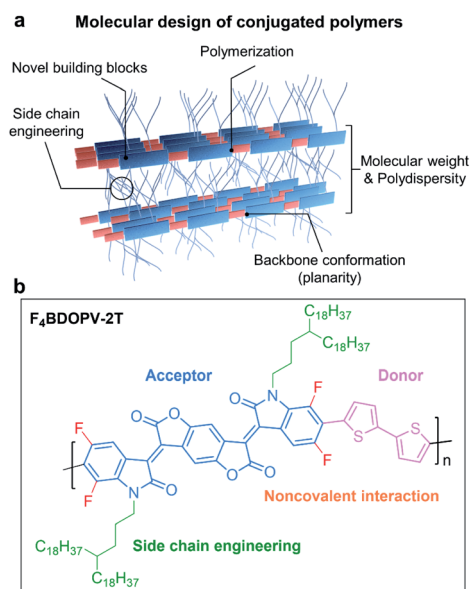 a Molecular design of conjugated polymers
Polymerization
Novel building blocks
Side chain
engineering
Molecular weight
& Polydispersity
Backbone conformation
(planarity)
b
F₄BDOPV-2T
C₁₈H₃₇
C₁₈H₃₇
Acceptor
Donor
O
N
F
O
O
F
S
S
n
F
O
O
F
N
O
Noncovalent interaction
C₁₈H₃₇
Side chain engineering
C₁₈H₃₇